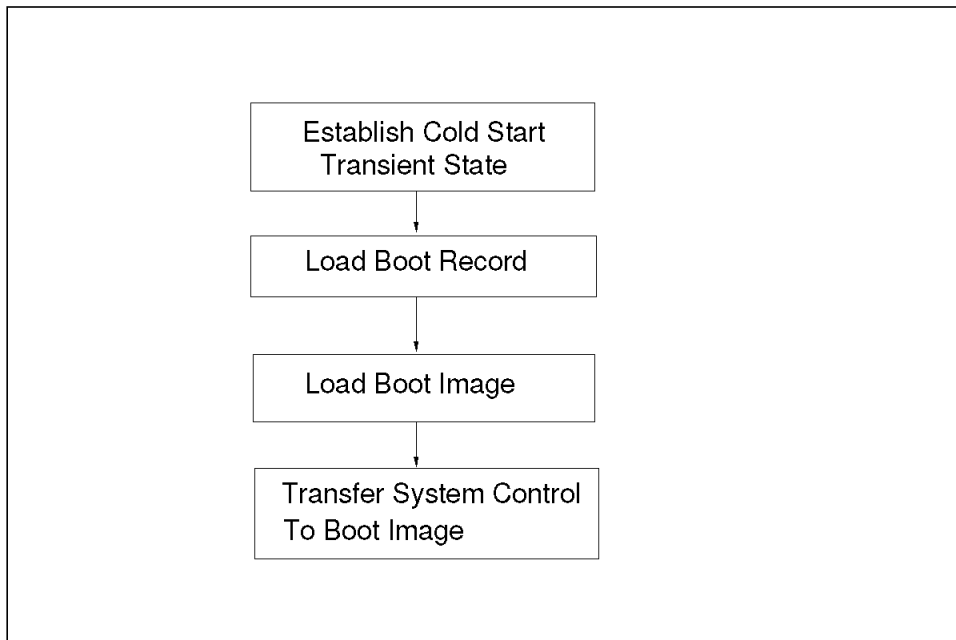 Establish Cold Start
Transient State
Load Boot Record
Load Boot Image
Transfer System Control
To Boot Image